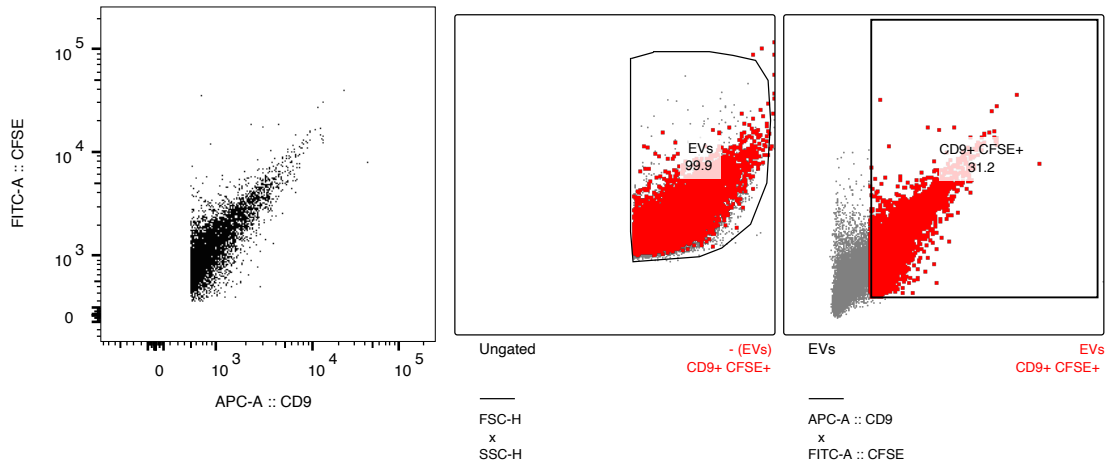 10^5
10^4
10^3
0
FITC-A :: CFSE
0
10^3
10^4
10^5
APC-A :: CD9
EVs
99.9
Ungated
- (EVs)
CD9+ CFSE+
FSC-H
x
SSC-H
CD9+ CFSE+
31.2
EVs
EVs
CD9+ CFSE+
APC-A :: CD9
x
FITC-A :: CFSE